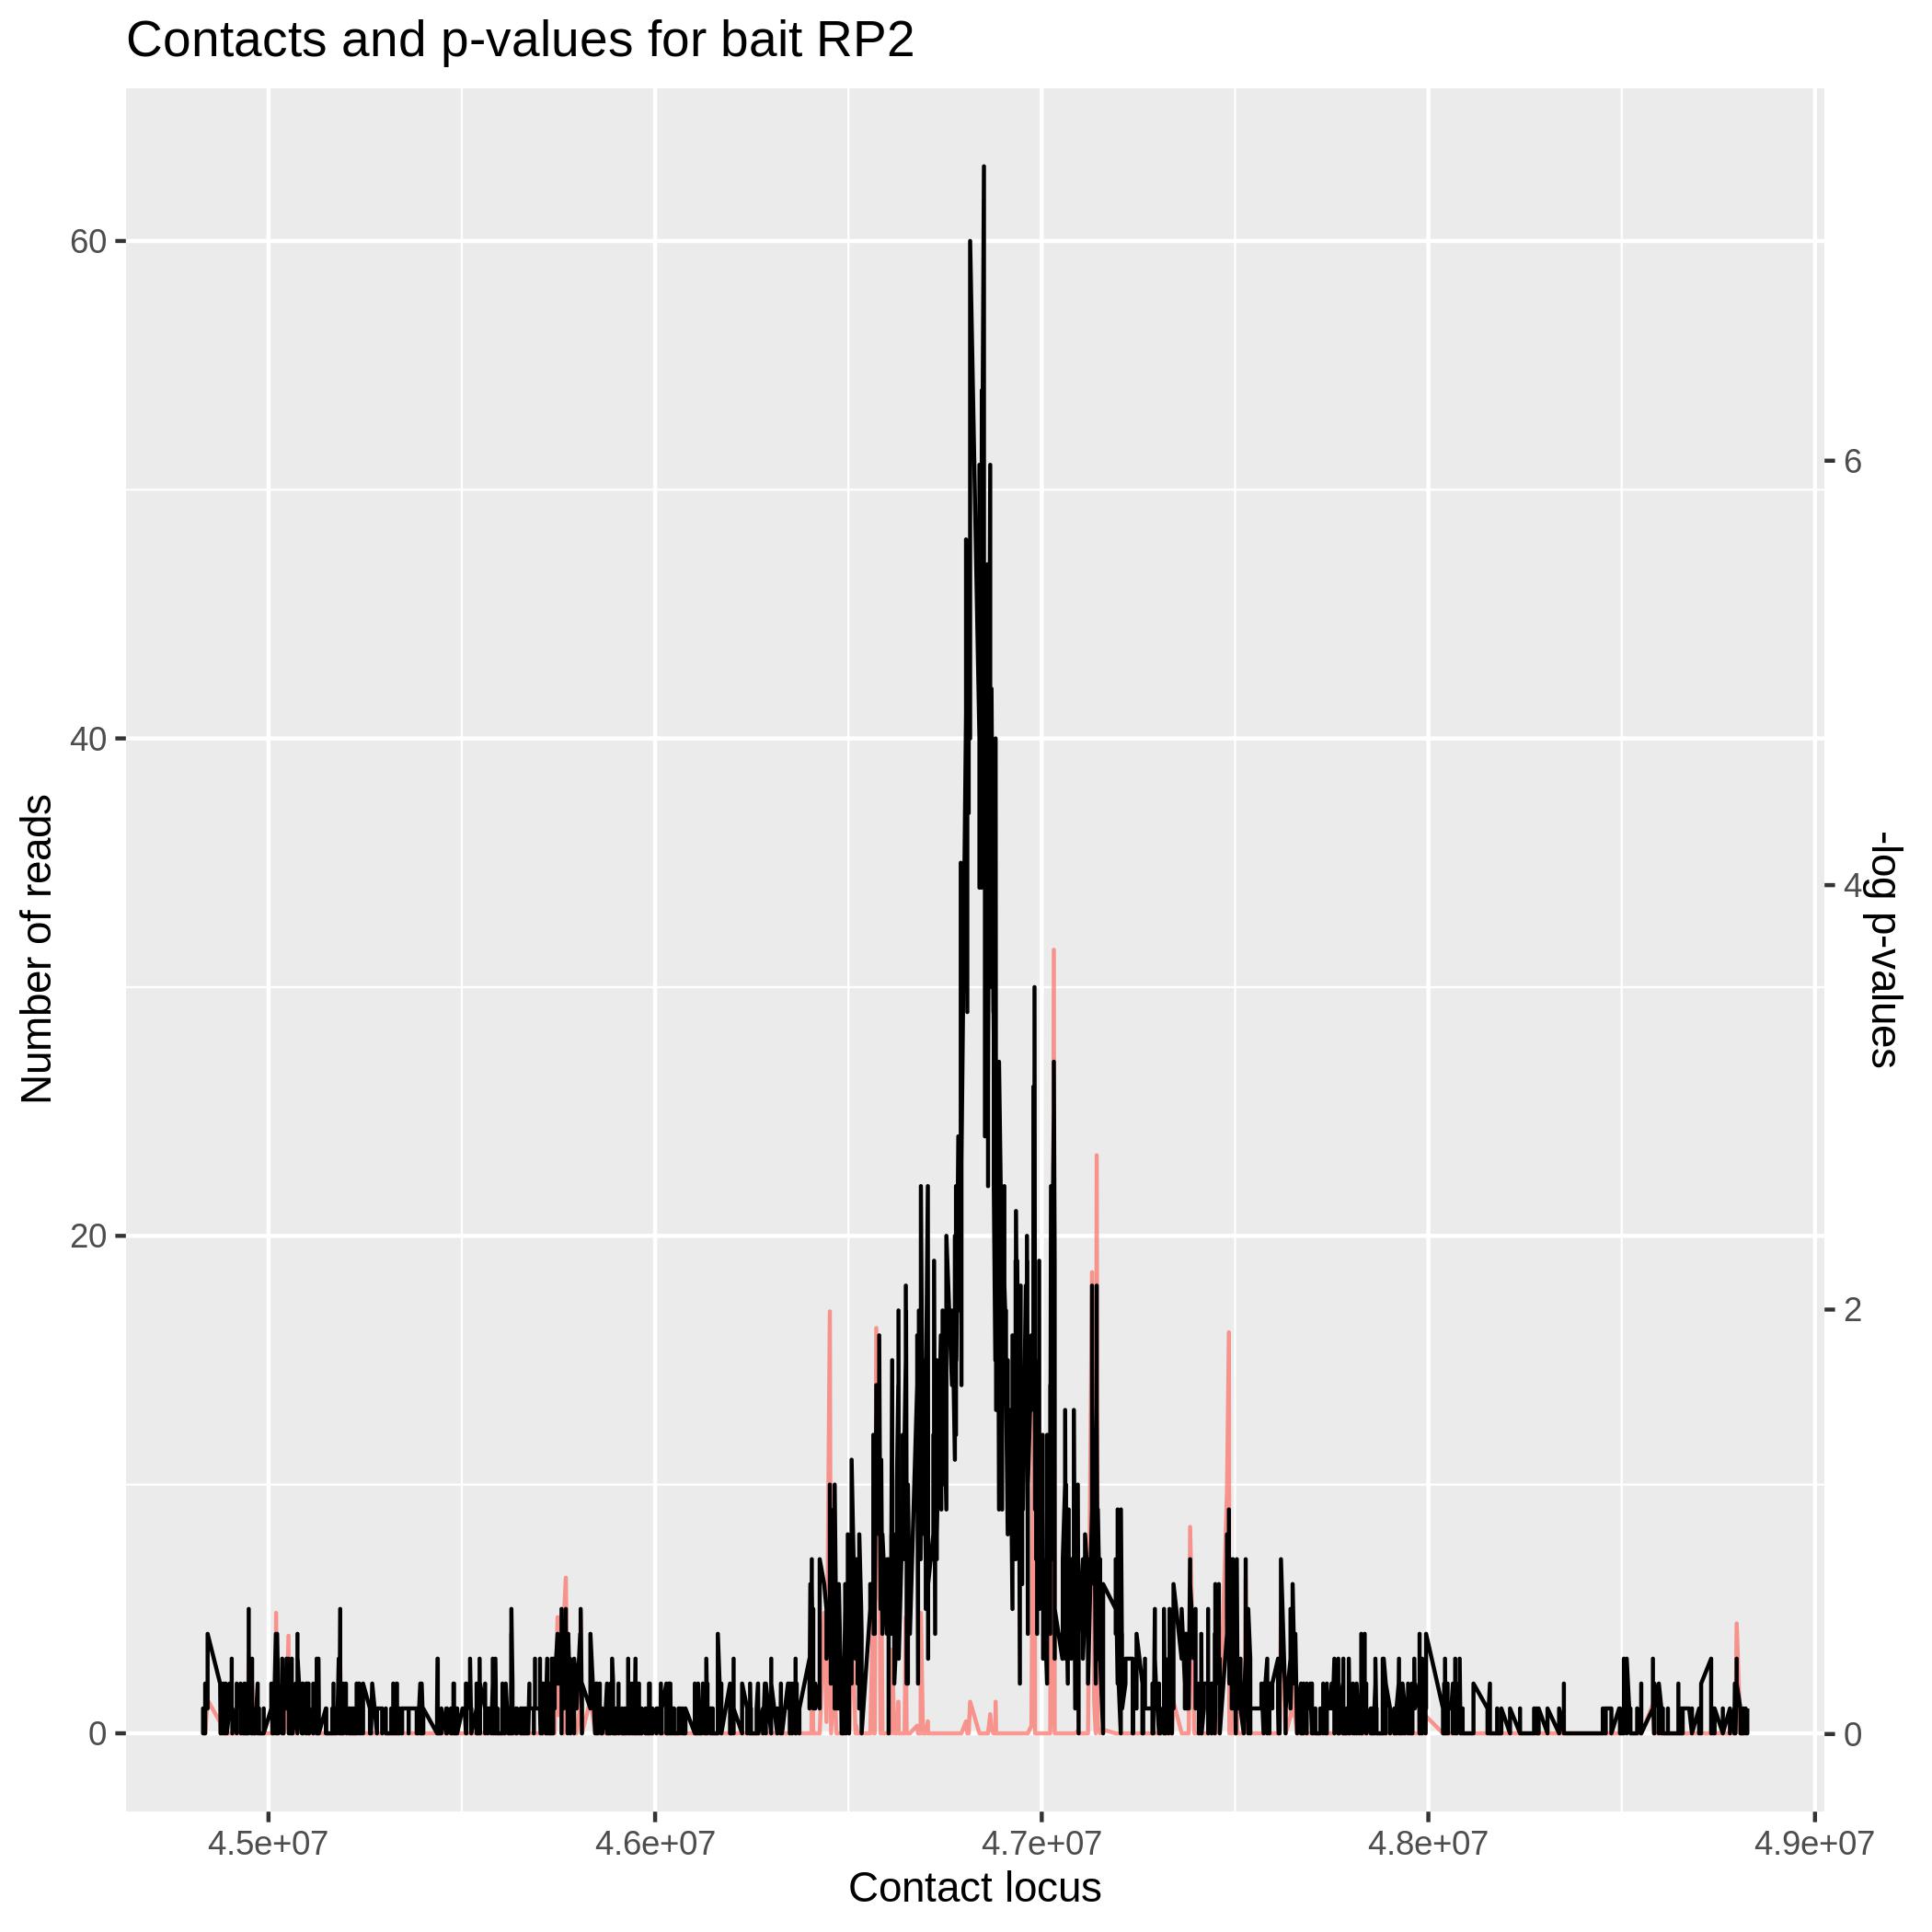 Contacts and p-values for bait RP2
60
40
20
0
Number of reads
6
4
2
0
-log p-values
4.5e+07
4.6e+07
4.7e+07
4.8e+07
4.9e+07
Contact locus